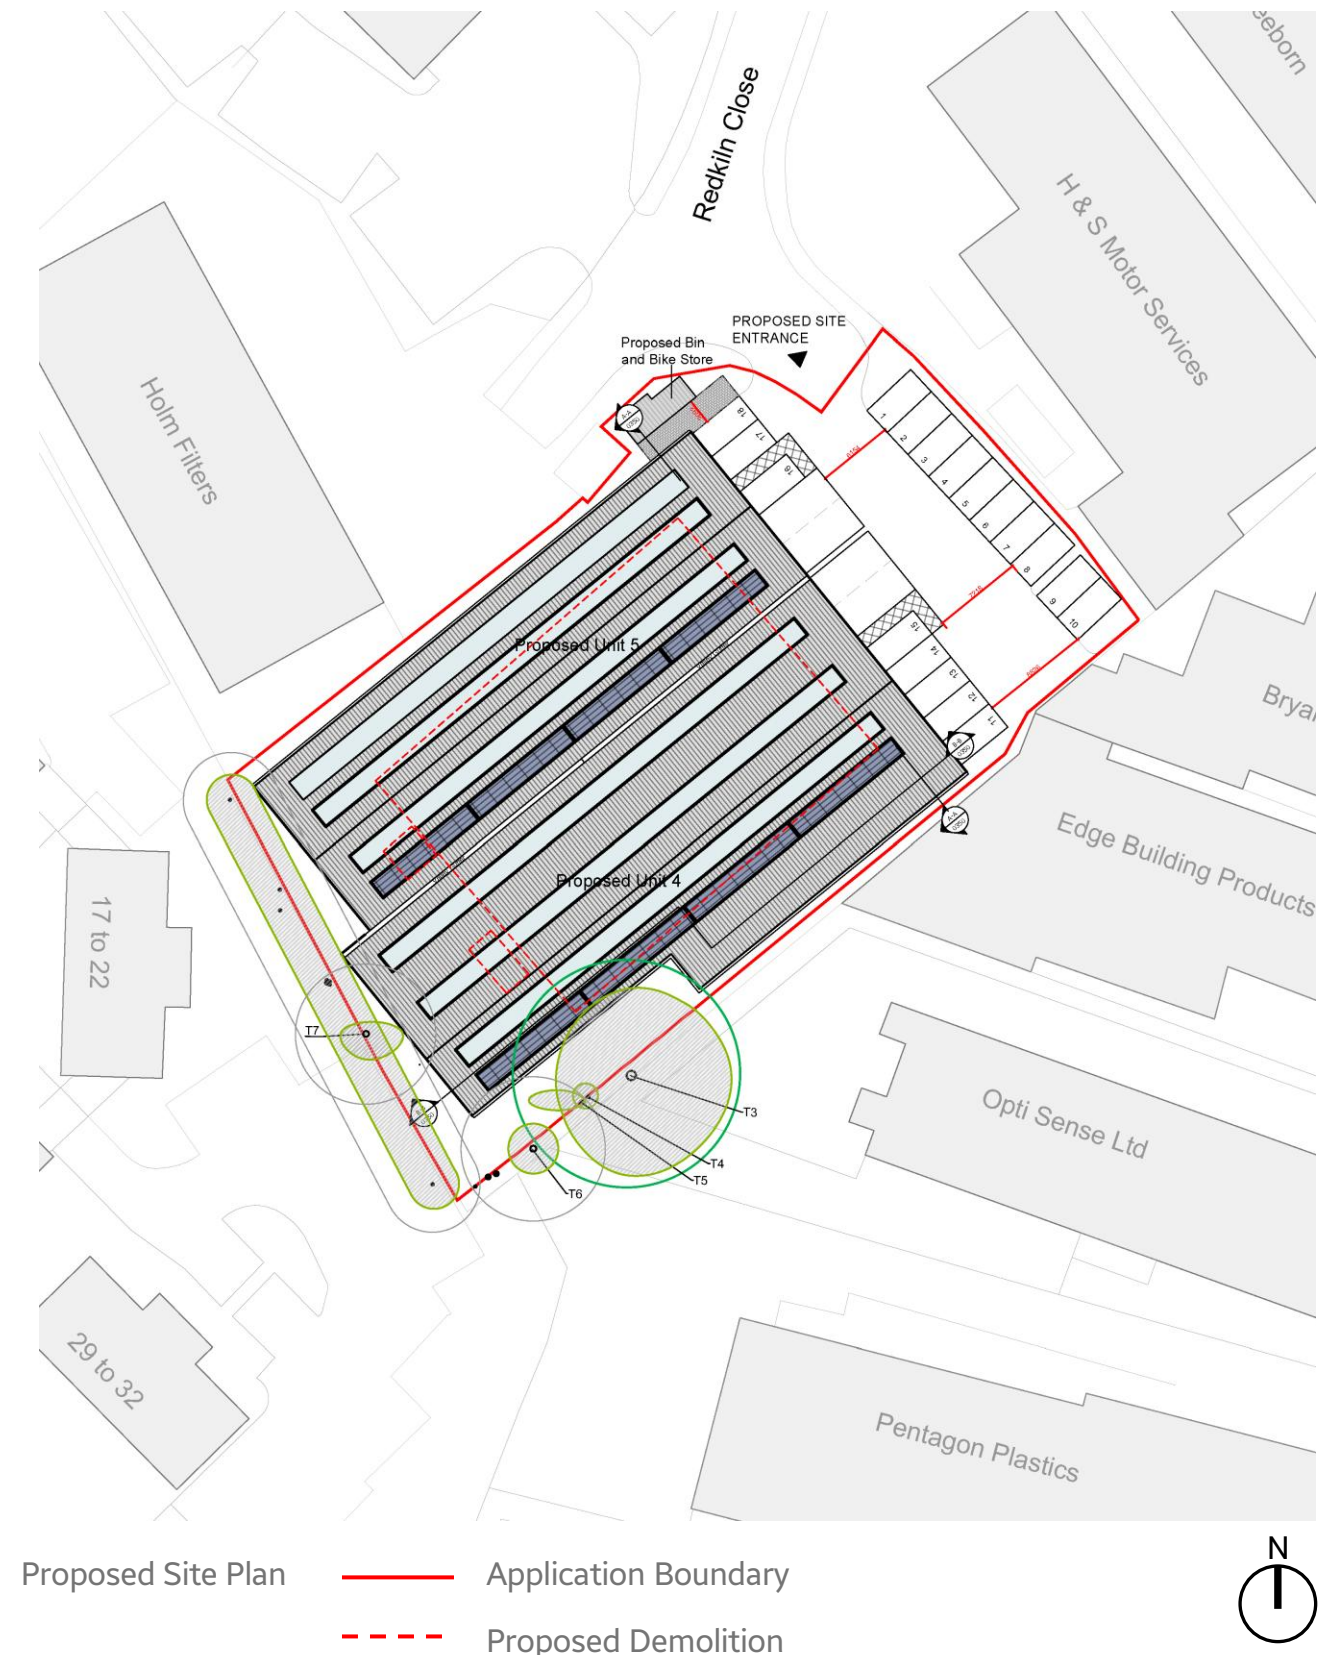 eeborn
Redkiln Close
H & S Motor Services
PROPOSED SITE
ENTRANCE
Proposed Bin
and Bike Store
Holm Filters
1
2
3
4
5
6
7
8
9
10
18
17
16
15
14
13
12
11
A-A
Proposed Unit 5
Proposed Unit 4
Brya
B-B
A-A
Edge Building Products
17 to 22
T7
T3
T4
T5
T6
Opti Sense Ltd
29 to 32
Pentagon Plastics
N
Proposed Site Plan
Application Boundary
Proposed Demolition